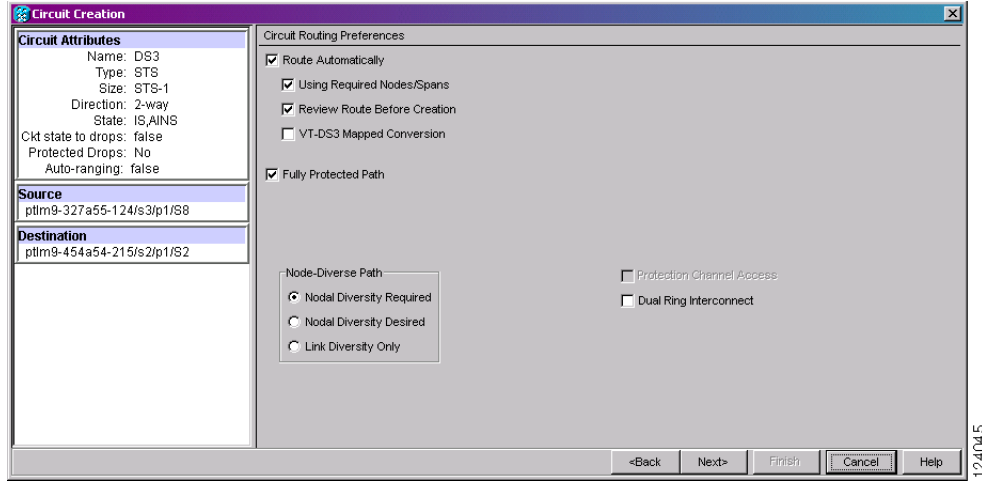 Circuit Creation
Circuit Attributes
Name: DS3
Type: STS
Size: STS-1
Direction: 2-way
State: IS,AINS
Ckt state to drops: false
Protected Drops: No
Auto-ranging: false
Source
ptlm9-327a55-124/s3/p1/S8
Destination
ptlm9-454a54-215/s2/p1/S2
Circuit Routing Preferences
Route Automatically
Using Required Nodes/Spans
Review Route Before Creation
VT-DS3 Mapped Conversion
Fully Protected Path
Node-Diverse Path
Nodal Diversity Required
Nodal Diversity Desired
Link Diversity Only
Protection Channel Access
Dual Ring Interconnect
<Back
Next>
Finish
Cancel
Help
124045